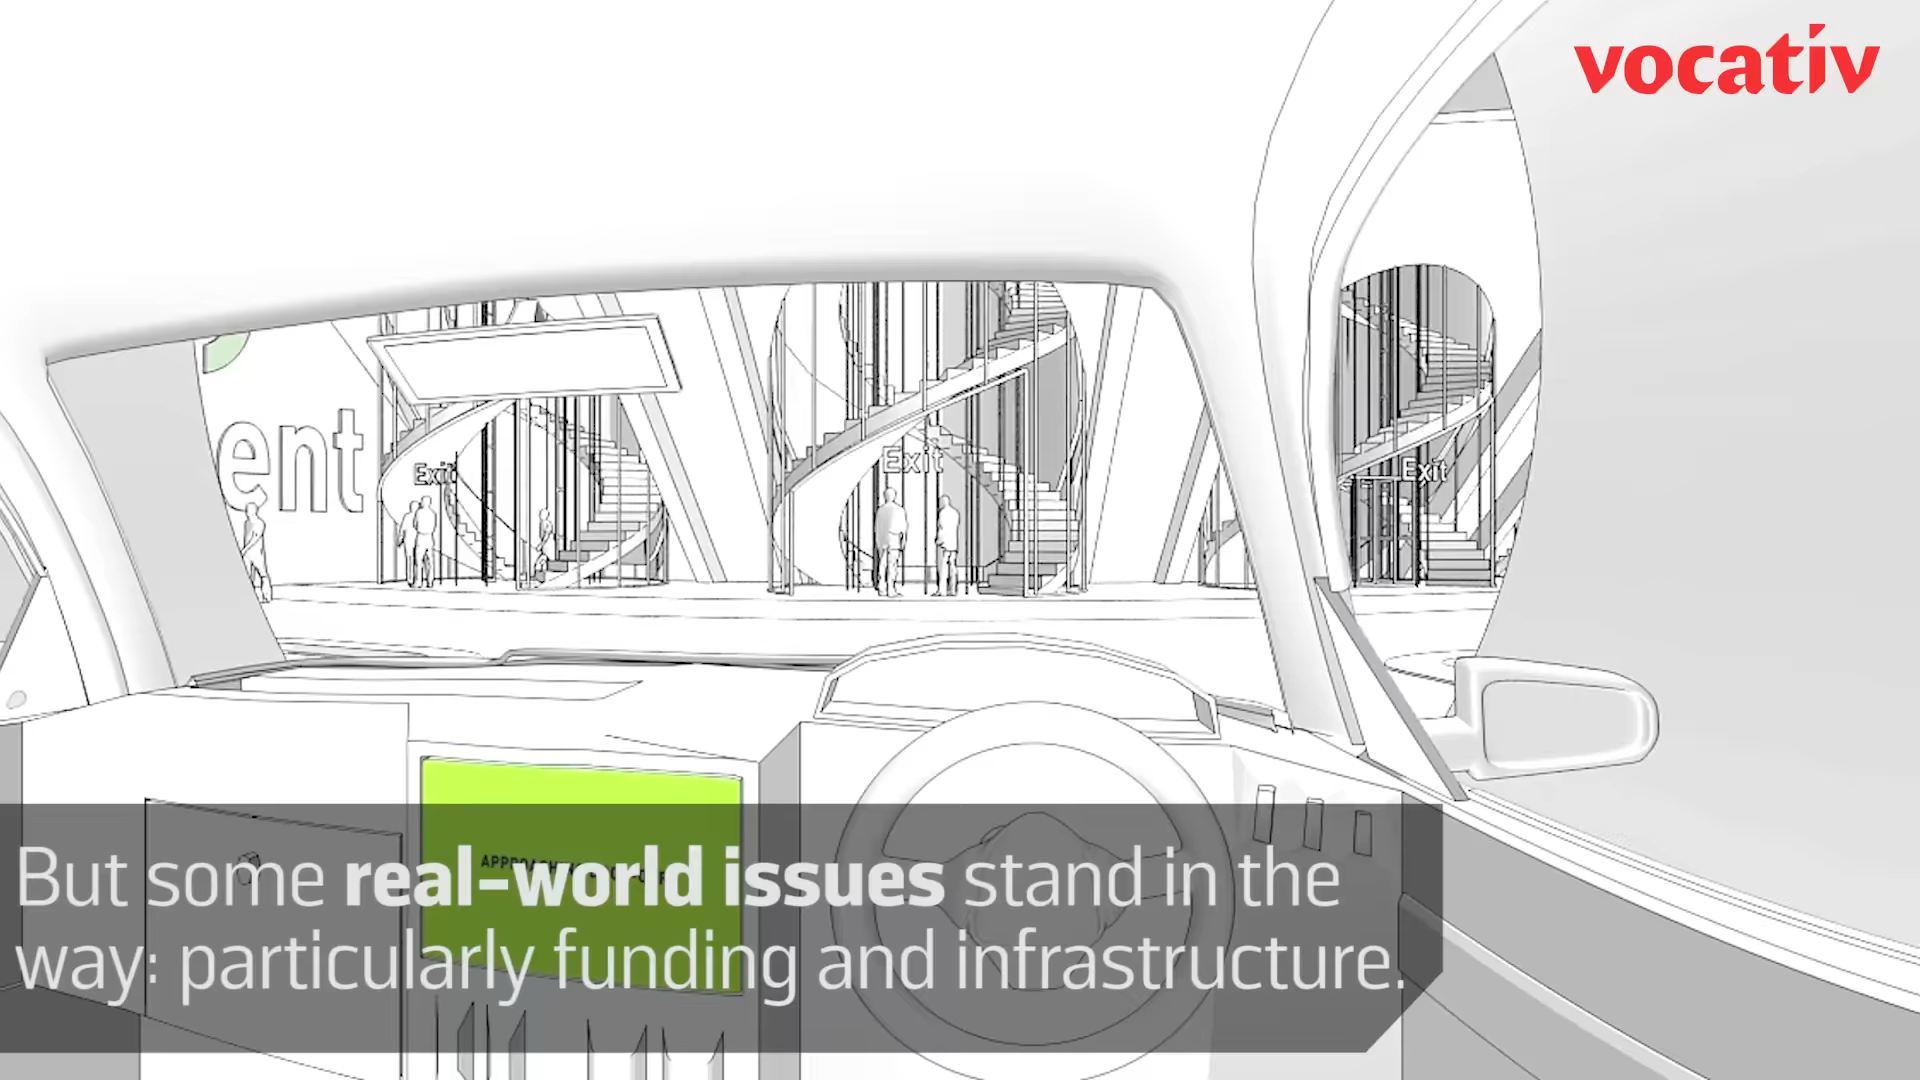 vocativ
ent
Exit
Exit
Exit
But some real-world issues stand in the
way: particularly funding and infrastructure.